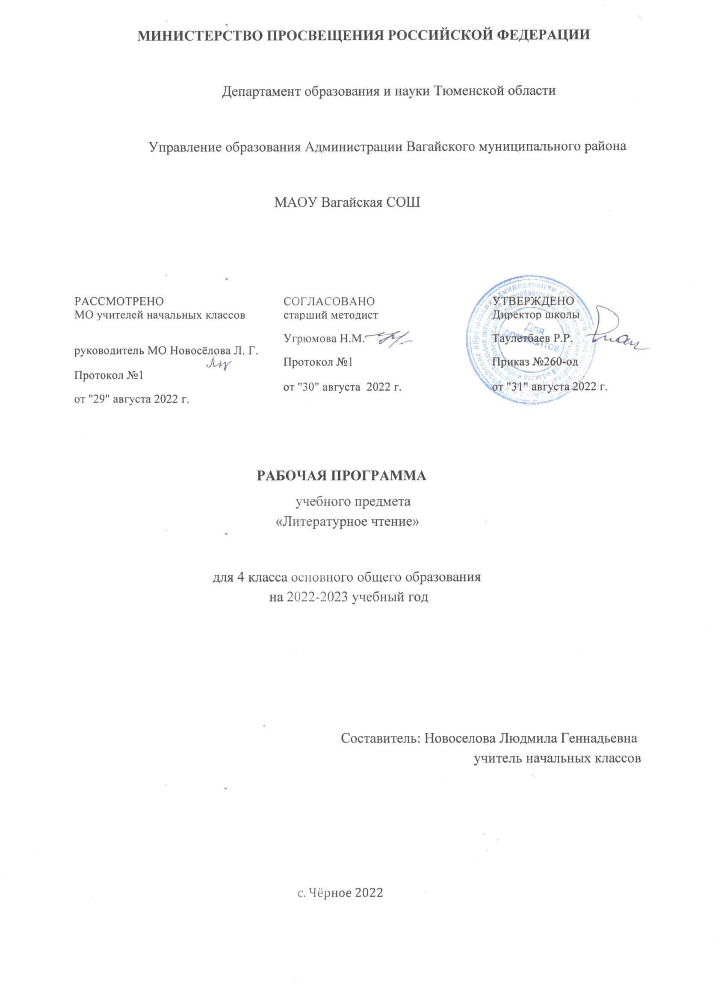 МИНИСТЕРСТВО ПРОСВЕЩЕНИЯ РОССИЙСКОЙ ФЕДЕРАЦИИ
Департамент образования и науки Тюменской области
Управление образования Администрации Вагайского муниципального района
МАОУ Вагайская СОШ
РАССМОТРЕНО
МО учителей начальных классов
руководитель МО Новосёлова Л. Г.
Протокол №1
от "29" августа 2022 г.
СОГЛАСОВАНО
старший методист
Угрюмова Н.М.
Протокол №1
от "30" августа 2022 г.
УТВЕРЖДЕНО
Директор школы
Таулетбаев Р.Р.
Приказ №260-од
от "31" августа 2022 г.
Для
документов
РАБОЧАЯ ПРОГРАММА
учебного предмета
«Литературное чтение»
для 4 класса основного общего образования
на 2022-2023 учебный год
Составитель: Новоселова Людмила Геннадьевна
учитель начальных классов
с. Чёрное 2022